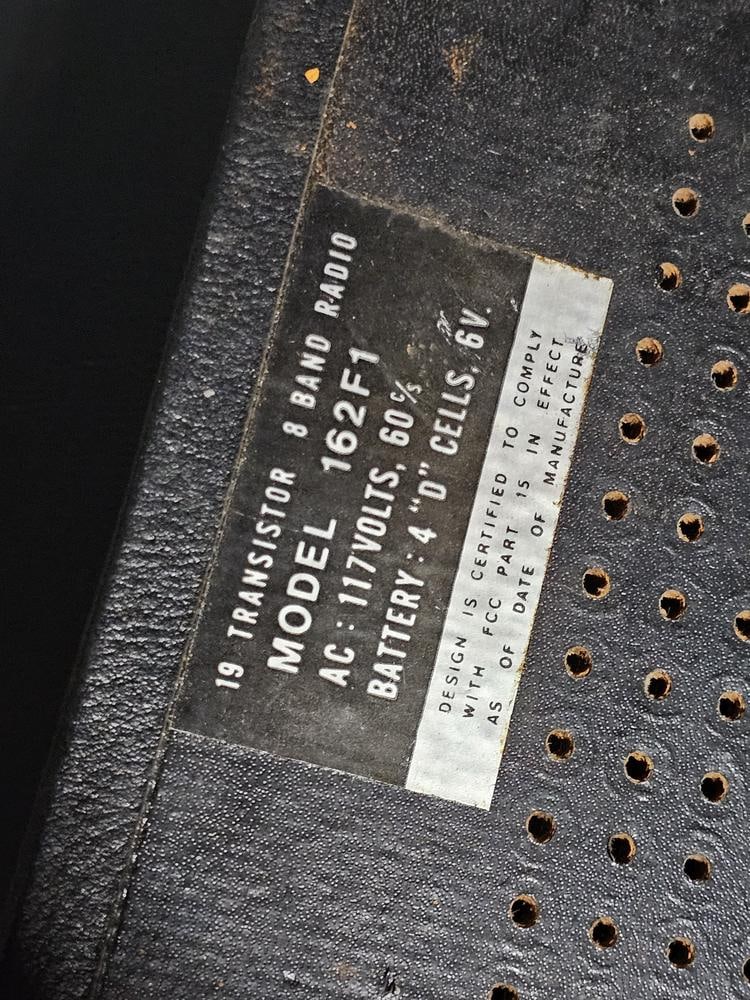 19 TRANSISTOR 8 BAND RADIO
MODEL 162F1
AC : 117VOLTS, 60 c/s
BATTERY : 4 "D" CELLS, 6V.
DESIGN IS CERTIFIED TO COMPLY
WITH FCC PART 15 IN EFFECT
AS OF DATE OF MANUFACTURE